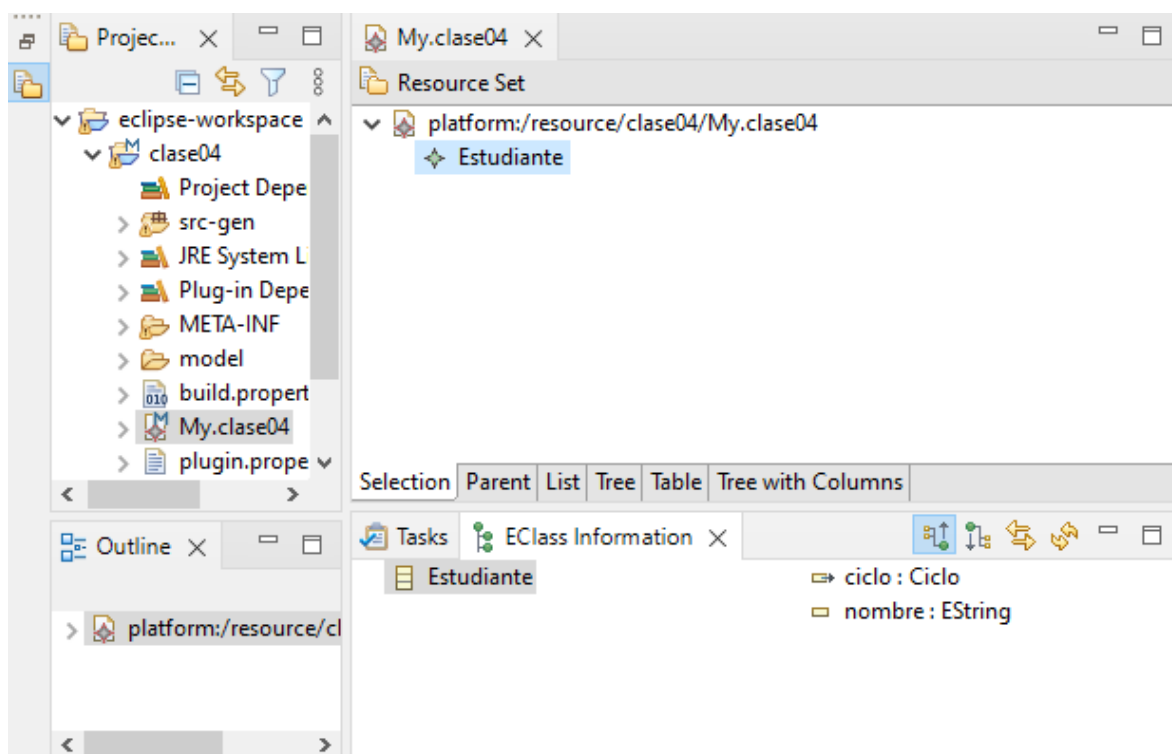 Projec...
eclipse-workspace
clase04
Project Depe
src-gen
JRE System L
Plug-in Depe
META-INF
model
build.propert
My.clase04
plugin.prope
Outline
platform:/resource/cl
My.clase04
Resource Set
platform:/resource/clase04/My.clase04
Estudiante
Selection Parent List Tree Table Tree with Columns
Tasks EClass Information
Estudiante
ciclo : Ciclo
nombre : EString